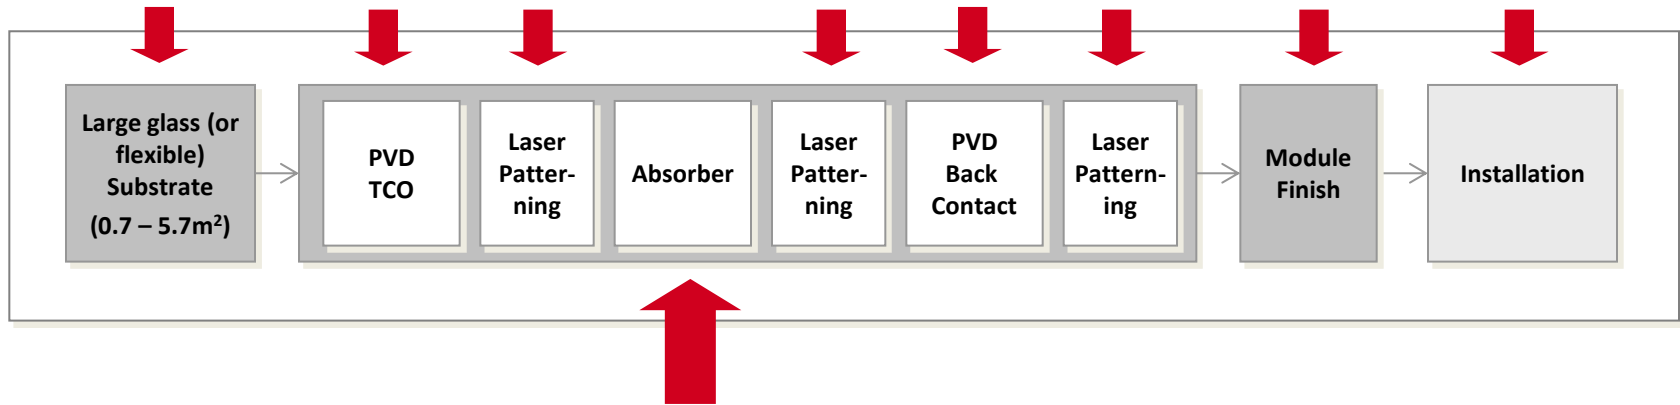 Large glass (or
flexible)
Substrate
(0.7 – 5.7m²)
PVD
TCO
Laser
Patter-
ning
Absorber
Laser
Patter-
ning
PVD
Back
Contact
Laser
Pattern-
ing
Module
Finish
Installation